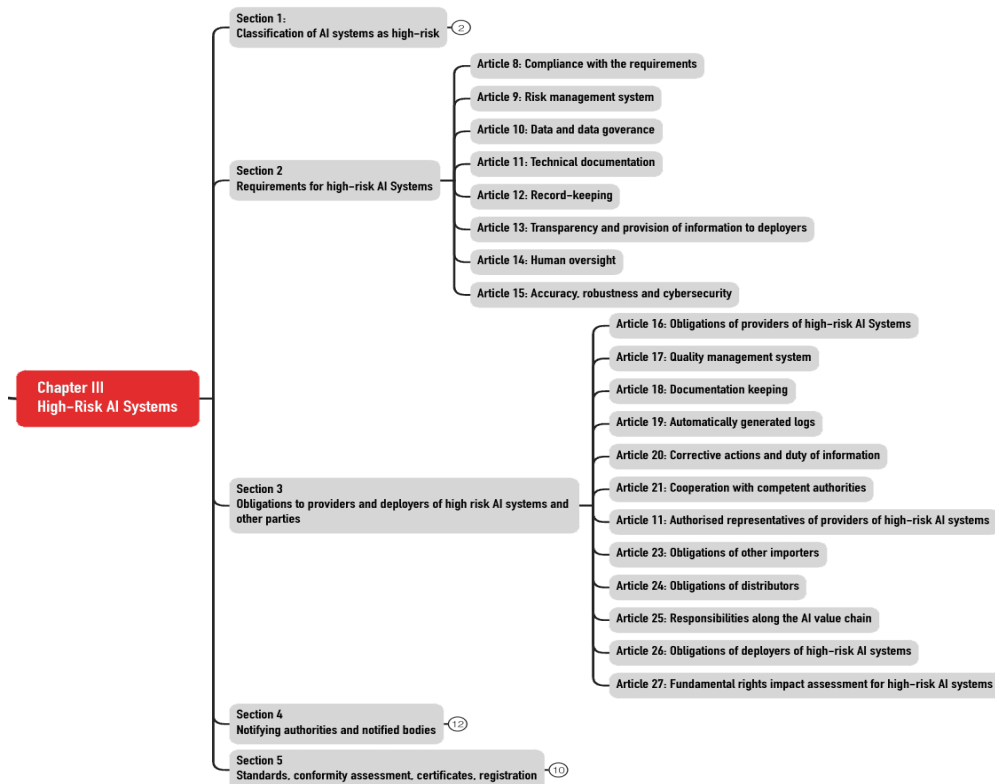 Chapter III
High-Risk AI Systems
Section 1:
Classification of AI systems as high-risk
2
Section 2
Requirements for high-risk AI Systems
Article 8: Compliance with the requirements
Article 9: Risk management system
Article 10: Data and data goverance
Article 11: Technical documentation
Article 12: Record-keeping
Article 13: Transparency and provision of information to deployers
Article 14: Human oversight
Article 15: Accuracy, robustness and cybersecurity
Section 3
Obligations to providers and deployers of high risk AI systems and
other parties
Article 16: Obligations of providers of high-risk AI Systems
Article 17: Quality management system
Article 18: Documentation keeping
Article 19: Automatically generated logs
Article 20: Corrective actions and duty of information
Article 21: Cooperation with competent authorities
Article 11: Authorised representatives of providers of high-risk AI systems
Article 23: Obligations of other importers
Article 24: Obligations of distributors
Article 25: Responsibilities along the AI value chain
Article 26: Obligations of deployers of high-risk AI systems
Article 27: Fundamental rights impact assessment for high-risk AI systems
Section 4
Notifying authorities and notified bodies
12
Section 5
Standards, conformity assessment, certificates, registration
10